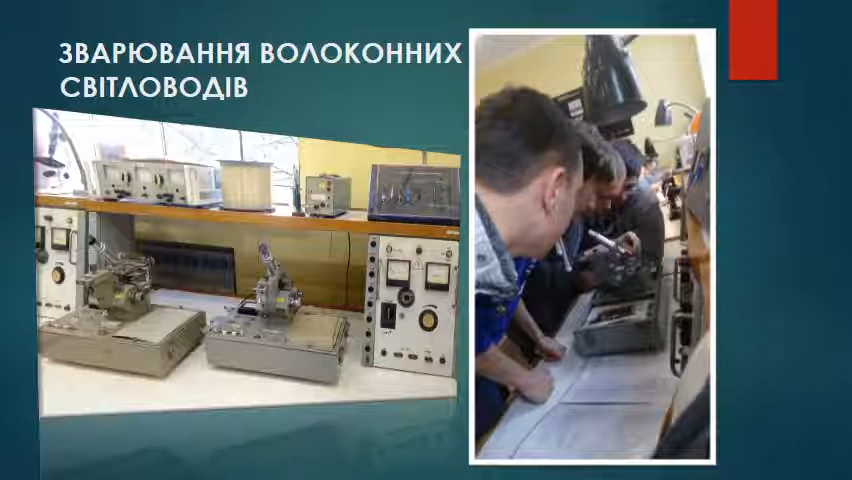 ЗВАРЮВАННЯ ВОЛОКОННИХ
СВІТЛОВОДІВ